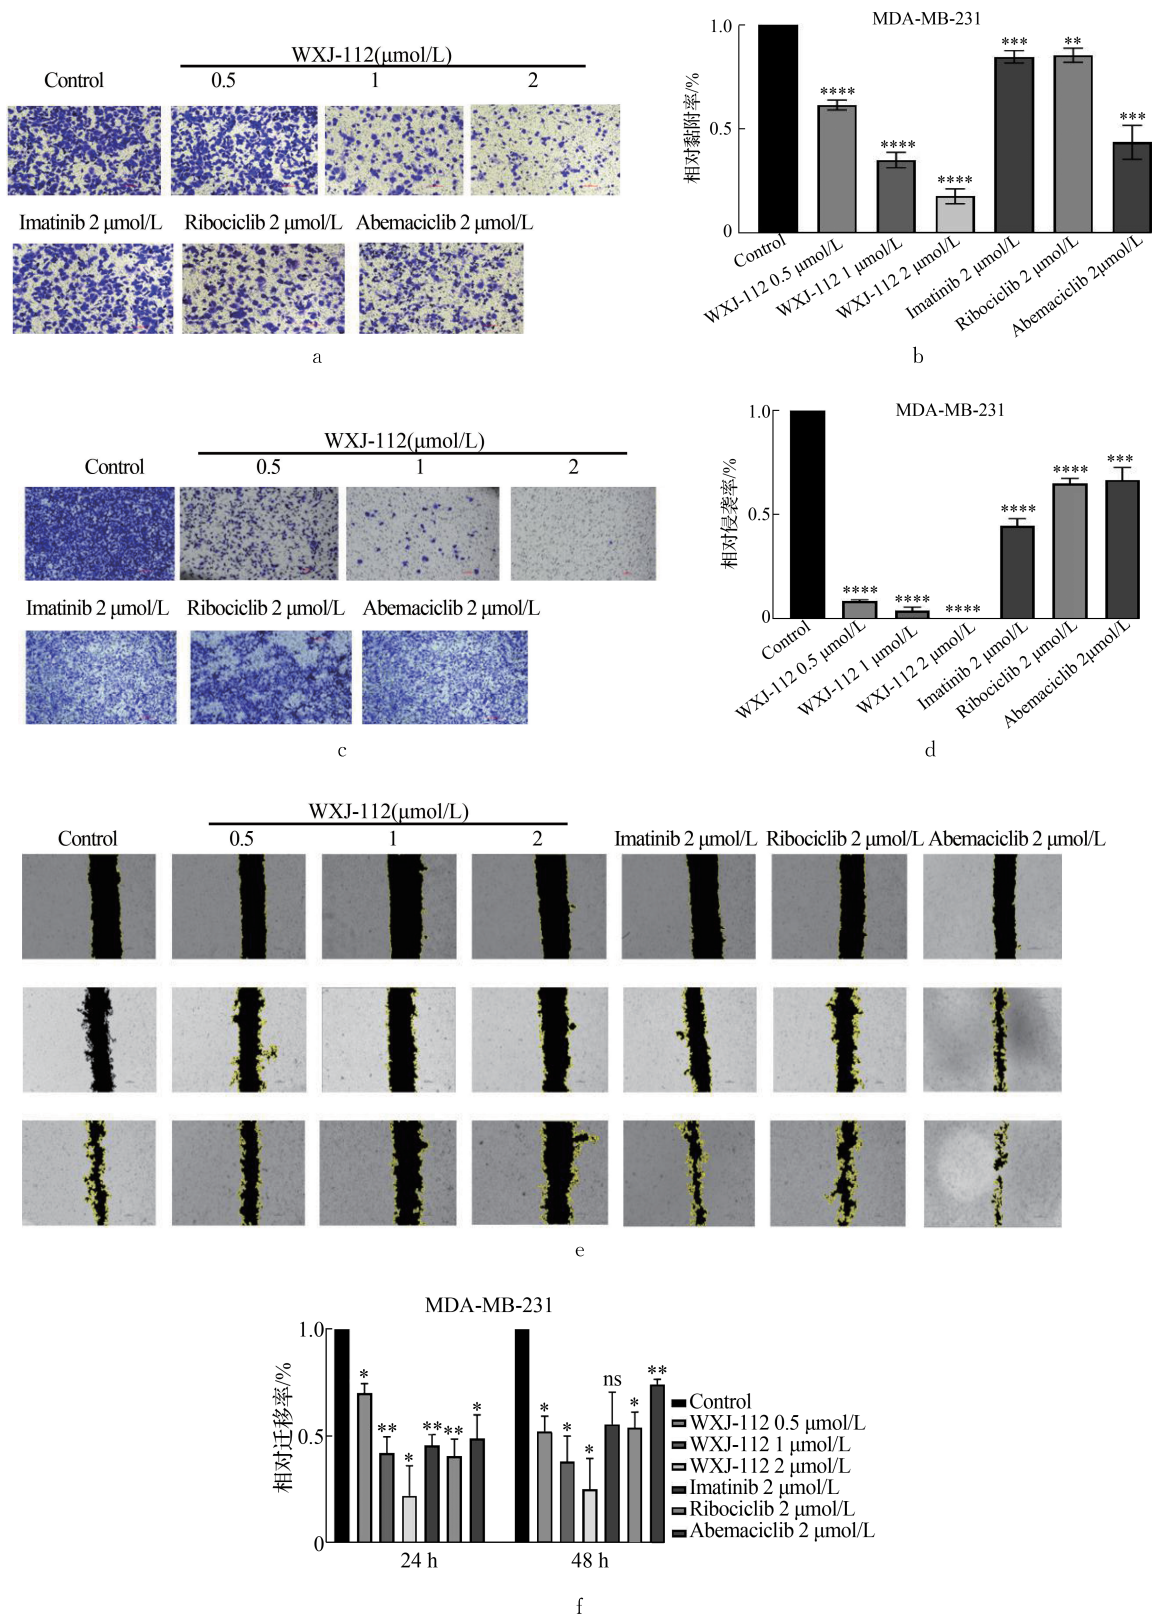 WXJ-112(μmol/L)
Control 0.5 1 2
Imatinib 2 μmol/L Ribociclib 2 μmol/L Abemaciclib 2 μmol/L
a
MDA-MB-231
相对黏附率/%
1.0
0.5
0
**** **** **** *** ** ***
Control
WXJ-112 0.5 μmol/L
WXJ-112 1 μmol/L
WXJ-112 2 μmol/L
Imatinib 2 μmol/L
Ribociclib 2 μmol/L
Abemaciclib 2μmol/L
b
WXJ-112(μmol/L)
Control 0.5 1 2
Imatinib 2 μmol/L Ribociclib 2 μmol/L Abemaciclib 2 μmol/L
c
MDA-MB-231
相对侵袭率/%
1.0
0.5
0
**** **** **** **** **** ***
Control
WXJ-112 0.5 μmol/L
WXJ-112 1 μmol/L
WXJ-112 2 μmol/L
Imatinib 2 μmol/L
Ribociclib 2 μmol/L
Abemaciclib 2μmol/L
d
WXJ-112(μmol/L)
Control 0.5 1 2 Imatinib 2 μmol/L Ribociclib 2 μmol/L Abemaciclib 2 μmol/L
e
MDA-MB-231
相对迁移率/%
1.0
0.5
0
* ** * ** ** *
* * * ns * **
24 h 48 h
Control
WXJ-112 0.5 μmol/L
WXJ-112 1 μmol/L
WXJ-112 2 μmol/L
Imatinib 2 μmol/L
Ribociclib 2 μmol/L
Abemaciclib 2 μmol/L
f